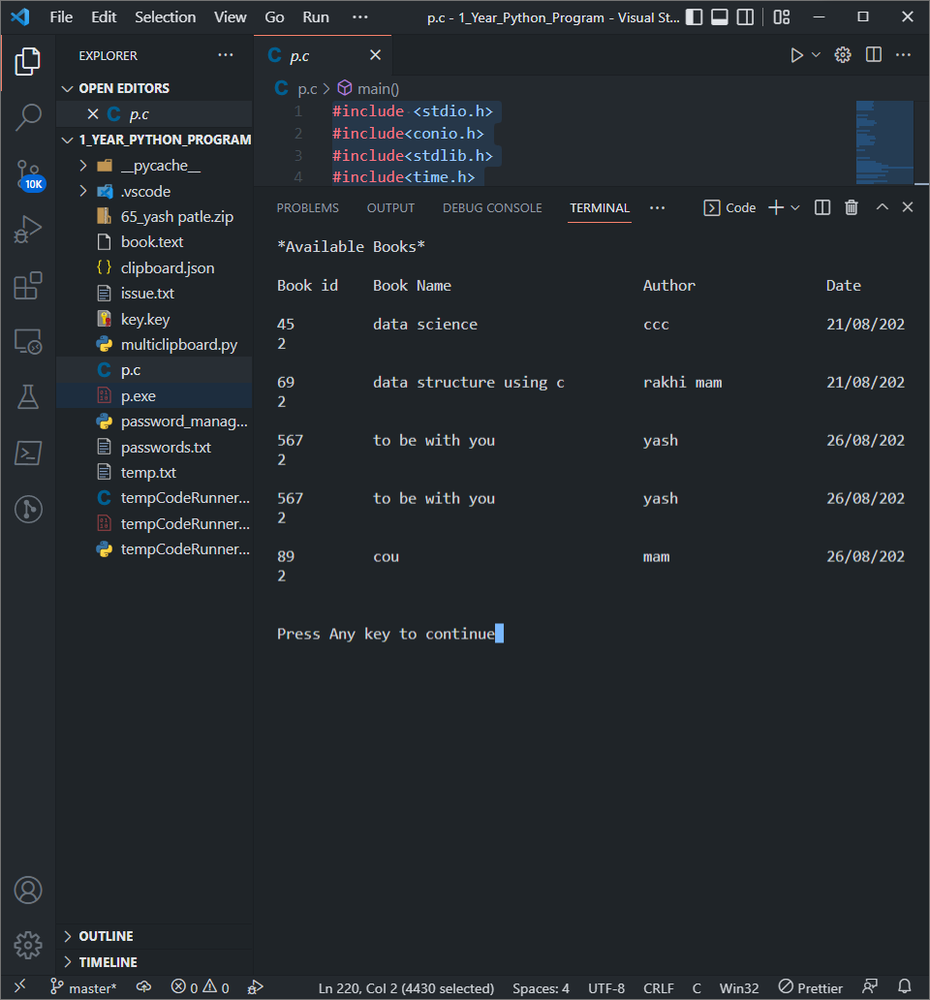 File Edit Selection View Go Run ··· p.c - 1_Year_Python_Program - Visual St...
EXPLORER ···
OPEN EDITORS
p.c
1_YEAR_PYTHON_PROGRAM
__pycache__
.vscode
65_yash patle.zip
book.text
clipboard.json
issue.txt
key.key
multiclipboard.py
p.c
p.exe
password_manag...
passwords.txt
temp.txt
tempCodeRunner...
tempCodeRunner...
tempCodeRunner...
OUTLINE
TIMELINE
10K
p.c
p.c > main()
1 #include <stdio.h>
2 #include<conio.h>
3 #include<stdlib.h>
4 #include<time.h>
PROBLEMS OUTPUT DEBUG CONSOLE TERMINAL ··· Code
*Available Books*
Book id Book Name Author Date
45 data science ccc 21/08/202
2
69 data structure using c rakhi mam 21/08/202
2
567 to be with you yash 26/08/202
2
567 to be with you yash 26/08/202
2
89 cou mam 26/08/202
2
Press Any key to continue
master* 0 0 Ln 220, Col 2 (4430 selected) Spaces: 4 UTF-8 CRLF C Win32 Prettier